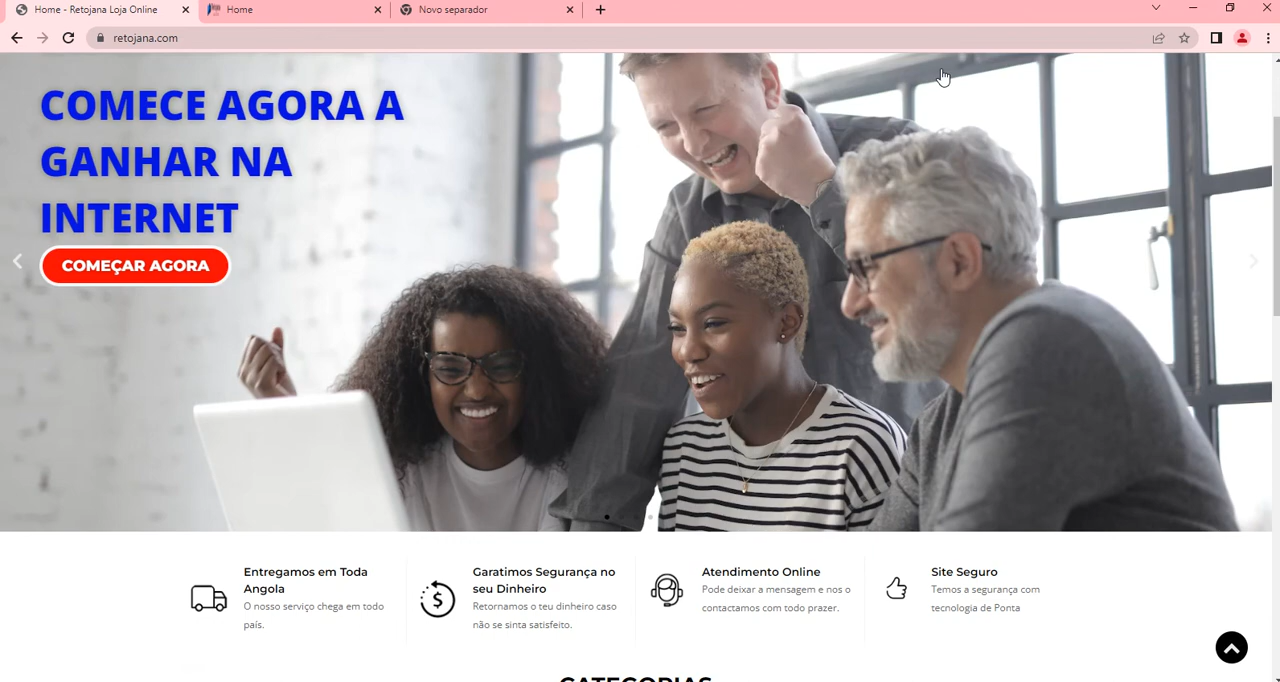 Home - Retojana Loja Online
Home
Novo separador
retojana.com
COMECE AGORA A
GANHAR NA
INTERNET
COMEÇAR AGORA
Entregamos em Toda
Angola
O nosso serviço chega em todo
país.
Garatimos Segurança no
seu Dinheiro
Retornamos o teu dinheiro caso
não se sinta satisfeito.
Atendimento Online
Pode deixar a mensagem e nos o
contactamos com todo prazer.
Site Seguro
Temos a segurança com
tecnologia de Ponta
CATEGORIAS